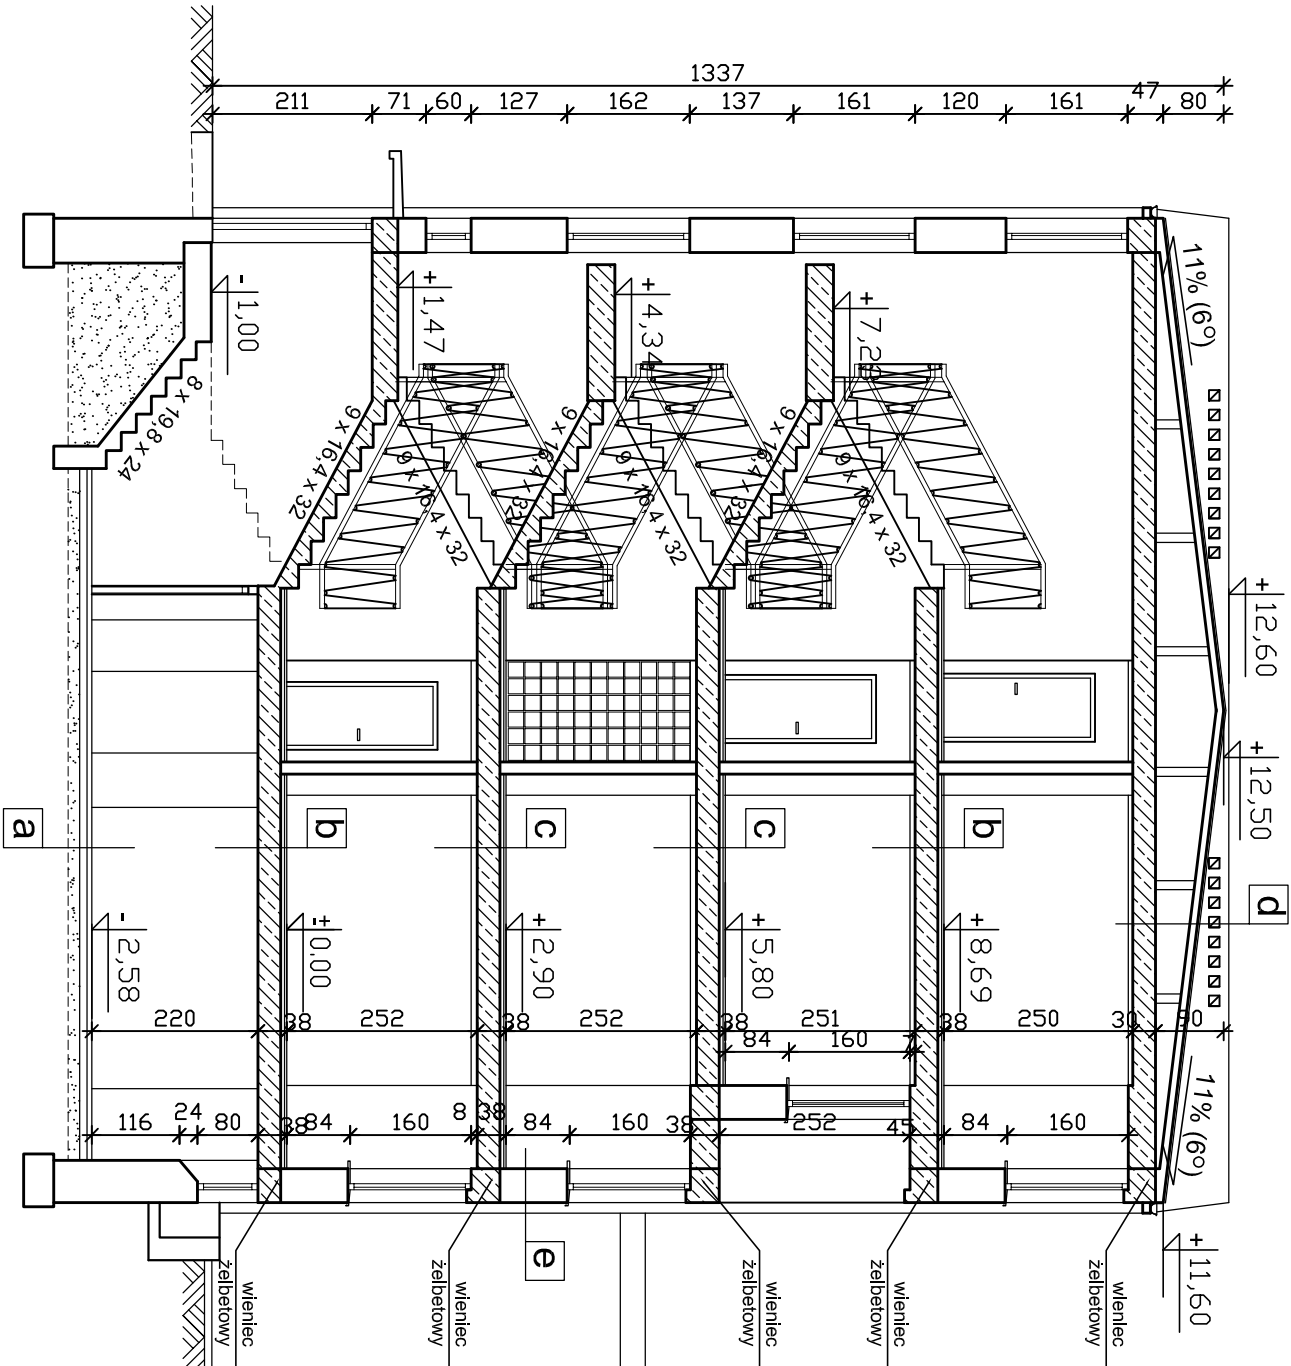 1337
211 71 60 127 162 137 161 120 161 47 80
11% (6°)
- 1,00
+ 1,47
+ 4,34
8 x 19,8 x 24
9 x 16,4 x 32
9 x 16,4 x 32
9 x 16,4 x 32
9 x 16,4 x 32
9 x 16,4 x 32
9 x 16,4 x 32
+ 12,60
+ 12,50
a
b
c
c
b
d
- 2,58
+ 0,00
+ 2,90
+ 5,80
+ 8,69
220 38 252 38 252 38 251 38 250 30 90
84 160 7
116 24 80 38 84 160 8 38 84 160 38 252 45 84 160
11% (6°)
e
+ 11,60
wieniec
żelbetowy
wieniec
żelbetowy
wieniec
żelbetowy
wieniec
żelbetowy
wieniec
żelbetowy